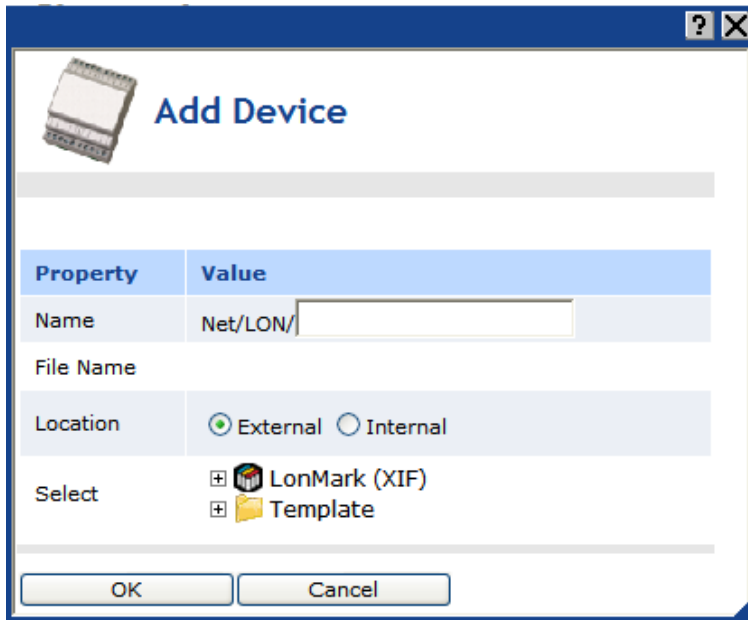 ?
Add Device
Property Value
Name Net/LON/
File Name
Location External Internal
Select LonMark (XIF)
Template
OK Cancel